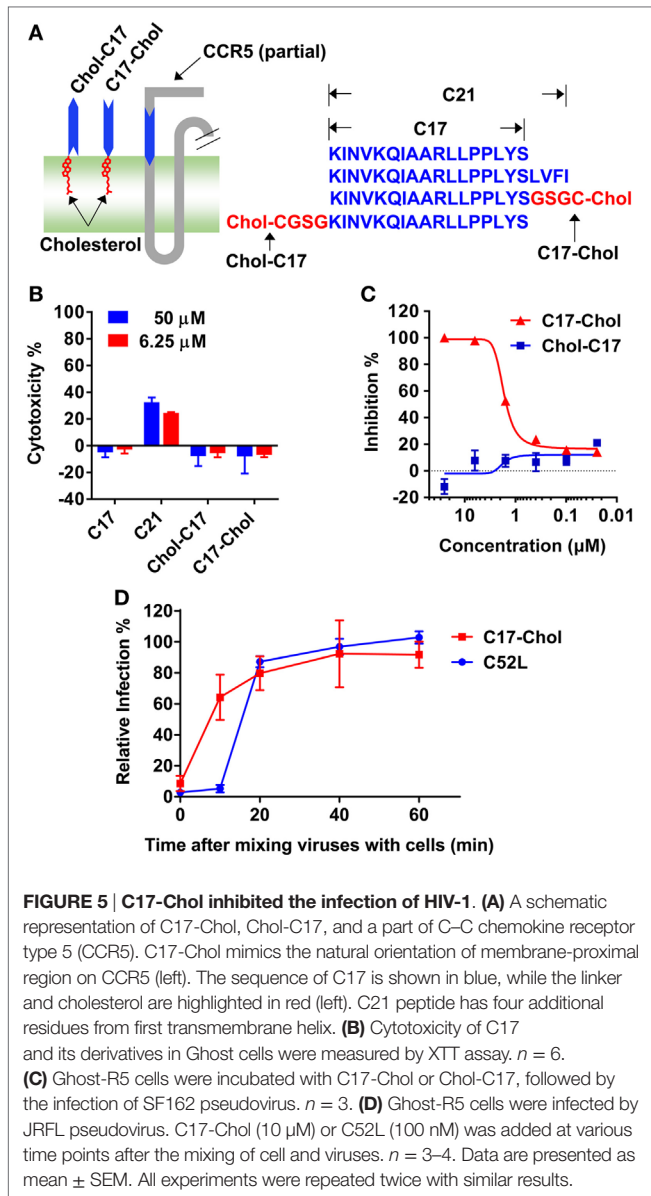 A
Chol-C17
C17-Chol
CCR5 (partial)
Cholesterol
C21
C17
KINVKQIAARLLPPLYS
KINVKQIAARLLPPLYSLVFI
KINVKQIAARLLPPLYSGSGC-Chol
Chol-CGSGKINVKQIAARLLPPLYS
Chol-C17
C17-Chol
B
50 μM
6.25 μM
Cytotoxicity %
100
80
60
40
20
0
-20
-40
C17
C21
Chol-C17
C17-Chol
C
C17-Chol
Chol-C17
Inhibition %
120
100
80
60
40
20
0
-20
10 1 0.1 0.01
Concentration (μM)
D
C17-Chol
C52L
Relative Infection %
120
100
80
60
40
20
0
0 20 40 60
Time after mixing viruses with cells (min)
FIGURE 5 | C17-Chol inhibited the infection of HIV-1. (A) A schematic
representation of C17-Chol, Chol-C17, and a part of C–C chemokine receptor
type 5 (CCR5). C17-Chol mimics the natural orientation of membrane-proximal
region on CCR5 (left). The sequence of C17 is shown in blue, while the linker
and cholesterol are highlighted in red (left). C21 peptide has four additional
residues from first transmembrane helix. (B) Cytotoxicity of C17
and its derivatives in Ghost cells were measured by XTT assay. n = 6.
(C) Ghost-R5 cells were incubated with C17-Chol or Chol-C17, followed by
the infection of SF162 pseudovirus. n = 3. (D) Ghost-R5 cells were infected by
JRFL pseudovirus. C17-Chol (10 μM) or C52L (100 nM) was added at various
time points after the mixing of cell and viruses. n = 3–4. Data are presented as
mean ± SEM. All experiments were repeated twice with similar results.